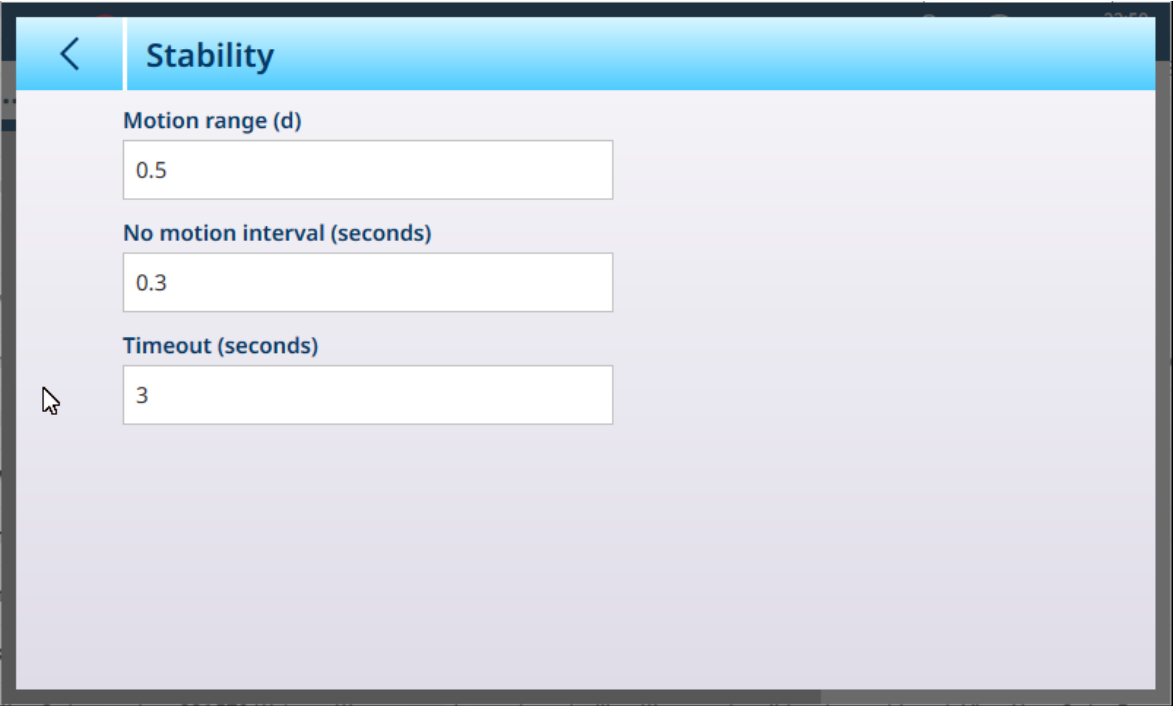 Stability
Motion range (d)
0.5
No motion interval (seconds)
0.3
Timeout (seconds)
3